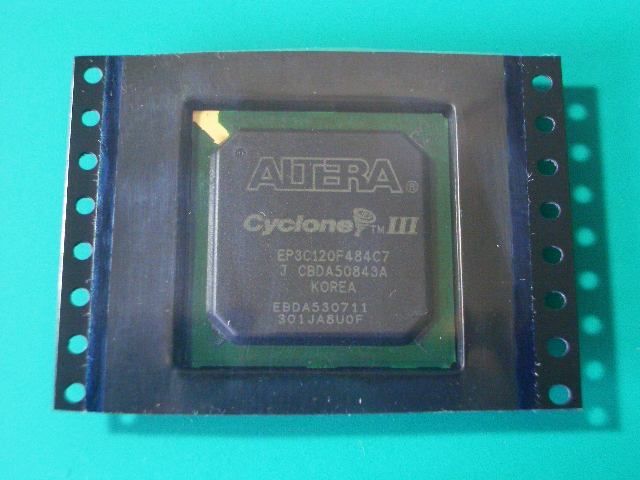 ALTERA®
Cyclone™ III
EP3C120F484C7
J CBDA50843A
KOREA
EBDA530711
301JA8U0F